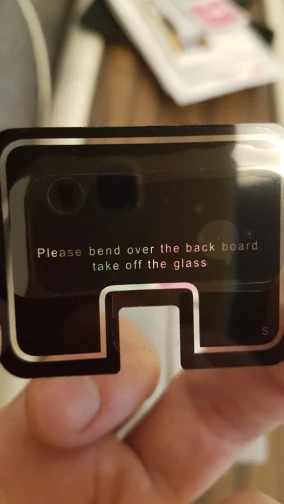 Please bend over the back board
take off the glass
S